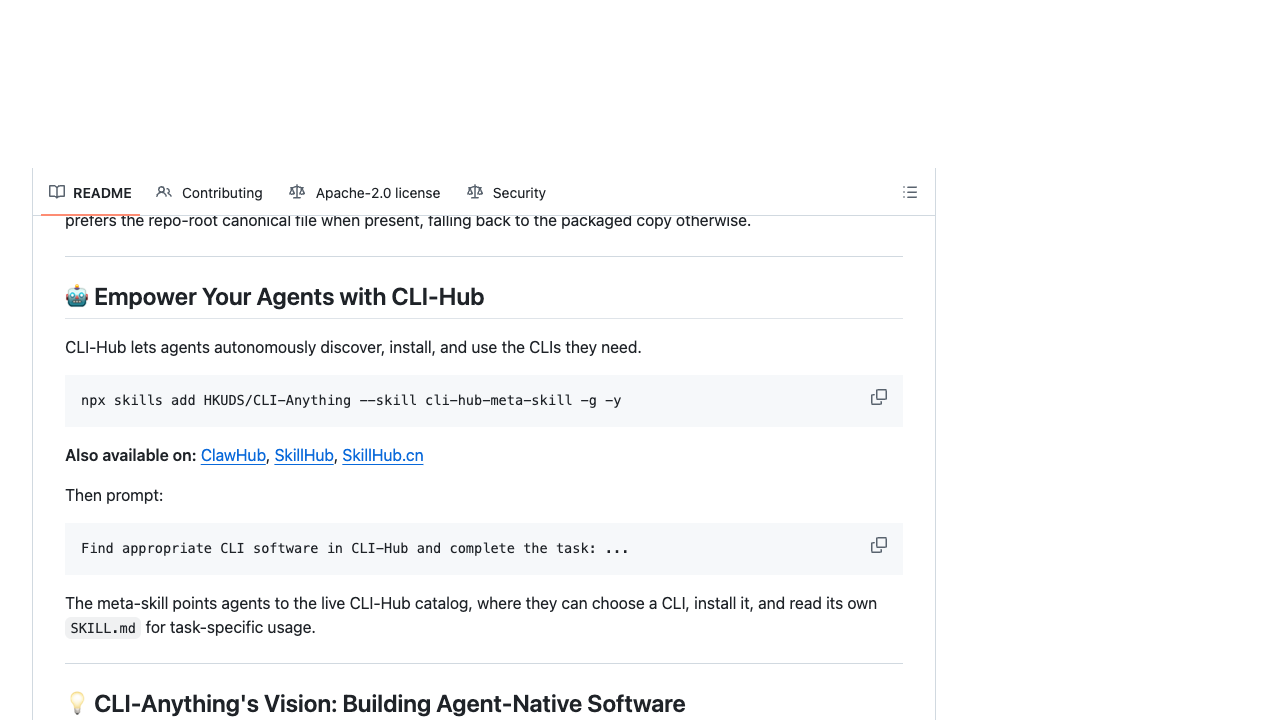 README
Contributing
Apache-2.0 license
Security
prefers the repo-root canonical file when present, falling back to the packaged copy otherwise.
🤖 Empower Your Agents with CLI-Hub
CLI-Hub lets agents autonomously discover, install, and use the CLIs they need.
npx skills add HKUDS/CLI-Anything --skill cli-hub-meta-skill -g -y
Also available on: ClawHub, SkillHub, SkillHub.cn
Then prompt:
Find appropriate CLI software in CLI-Hub and complete the task: ...
The meta-skill points agents to the live CLI-Hub catalog, where they can choose a CLI, install it, and read its own
SKILL.md for task-specific usage.
💡 CLI-Anything's Vision: Building Agent-Native Software